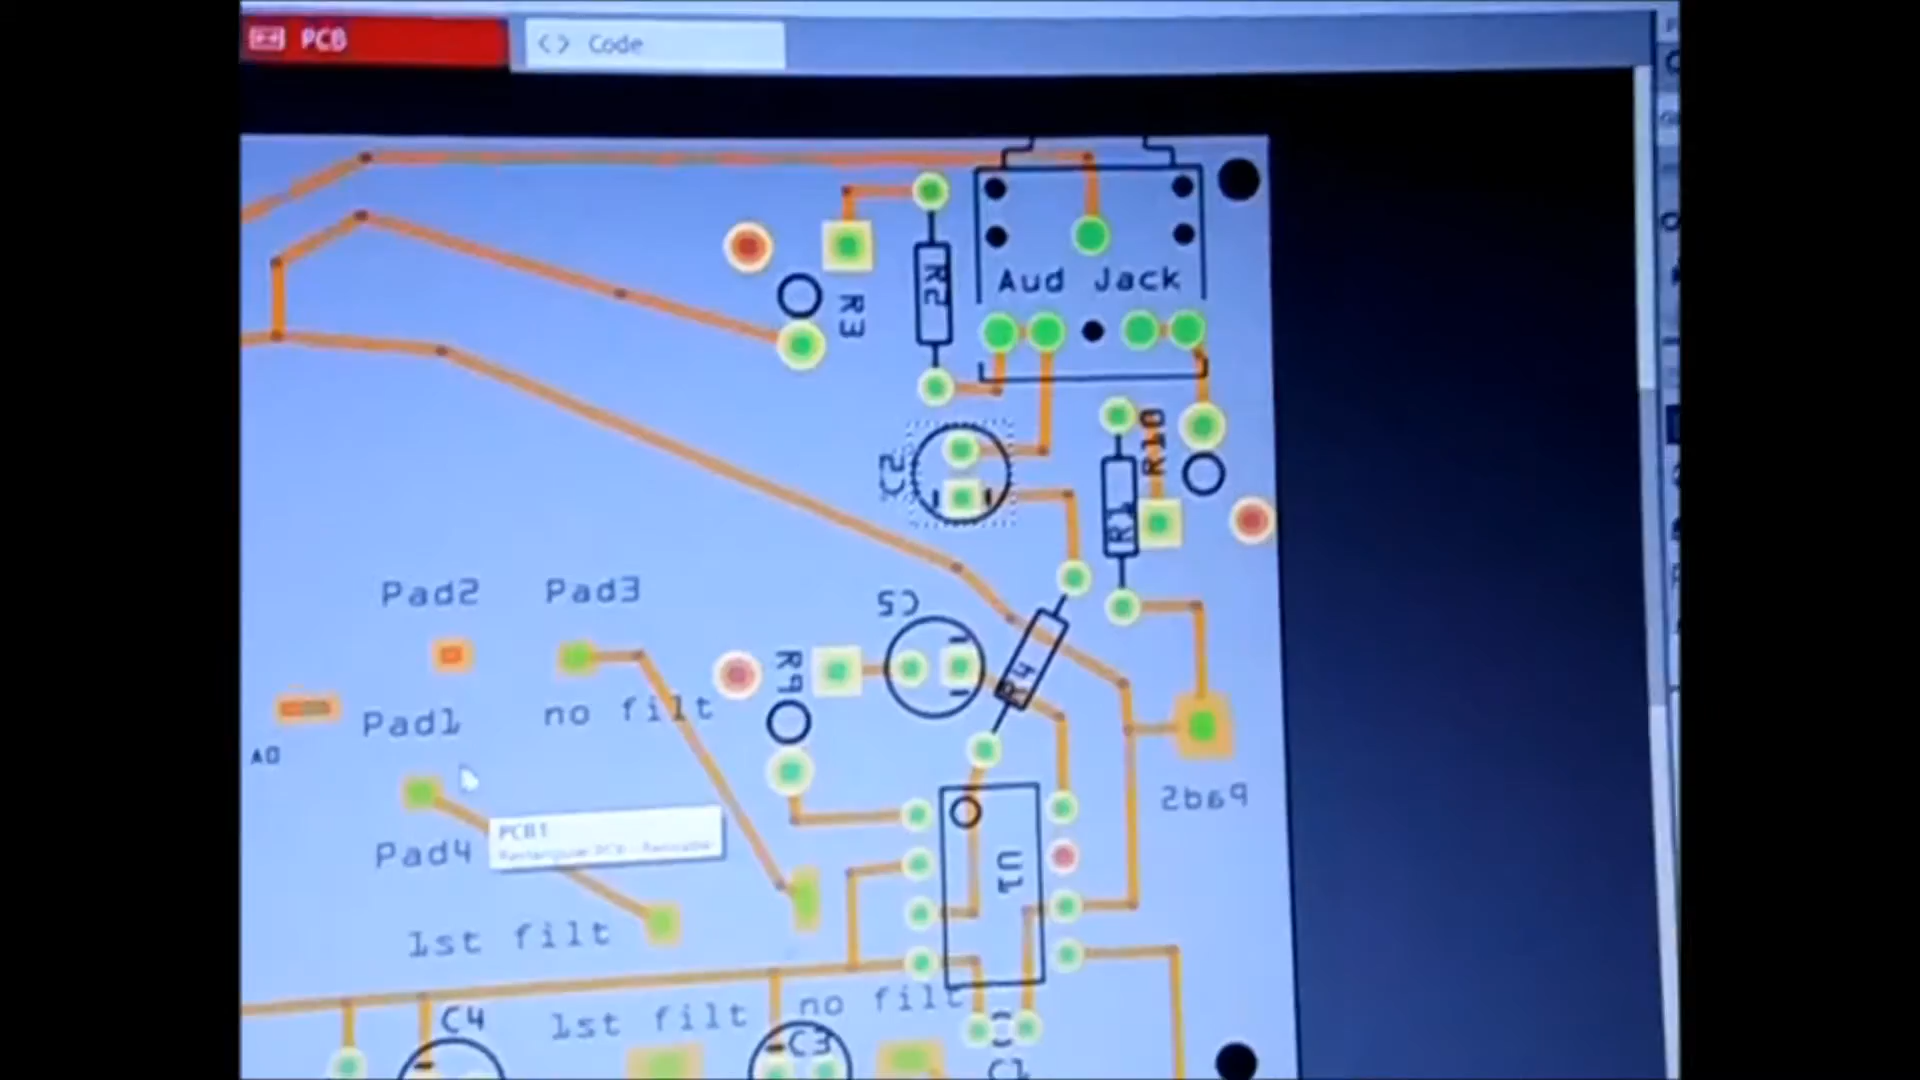 PCB
<> Code
Aud Jack
R2
R3
R10
C2
R1
Pad2
Pad3
C5
R4
R9
no filt
Pad1
A0
Pad5
PCB1
Pad4
U1
1st filt
no filt
1st filt
C4
C3